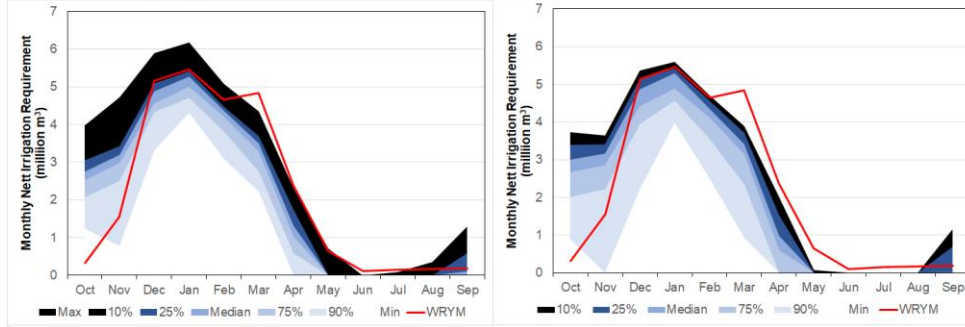 Monthly Nett Irrigation Requirement
(million m³)
7
6
5
4
3
2
1
0
Oct Nov Dec Jan Feb Mar Apr May Jun Jul Aug Sep
Max 10% 25% Median 75% 90% Min WRYM
Monthly Nett Irrigation Requirement
(million m³)
7
6
5
4
3
2
1
0
Oct Nov Dec Jan Feb Mar Apr May Jun Jul Aug Sep
10% 25% Median 75% 90% Min WRYM